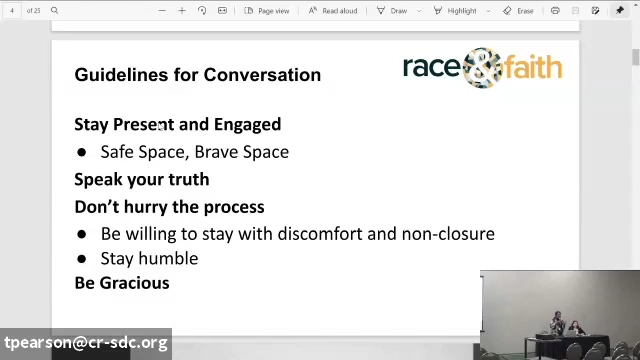 4 of 25 Page view Read aloud Draw Highlight Erase
Guidelines for Conversation
race & faith
Stay Present and Engaged
● Safe Space, Brave Space
Speak your truth
Don't hurry the process
● Be willing to stay with discomfort and non-closure
● Stay humble
Be Gracious
tpearson@cr-sdc.org